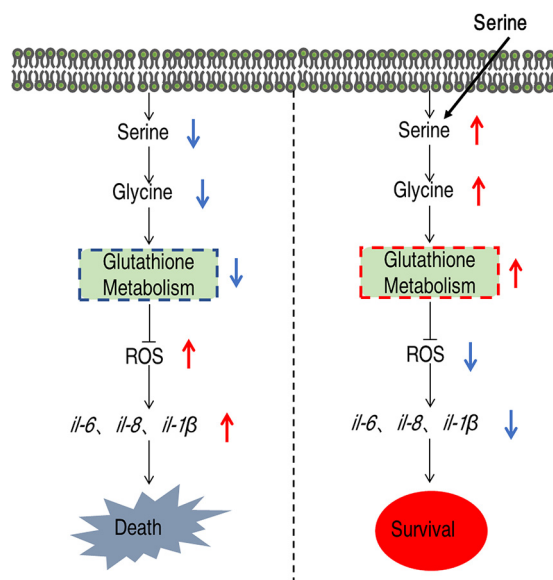 Serine
Serine
Glycine
Glutathione
Metabolism
ROS
il-6、il-8、il-1β
Death
Serine
Glycine
Glutathione
Metabolism
ROS
il-6、il-8、il-1β
Survival